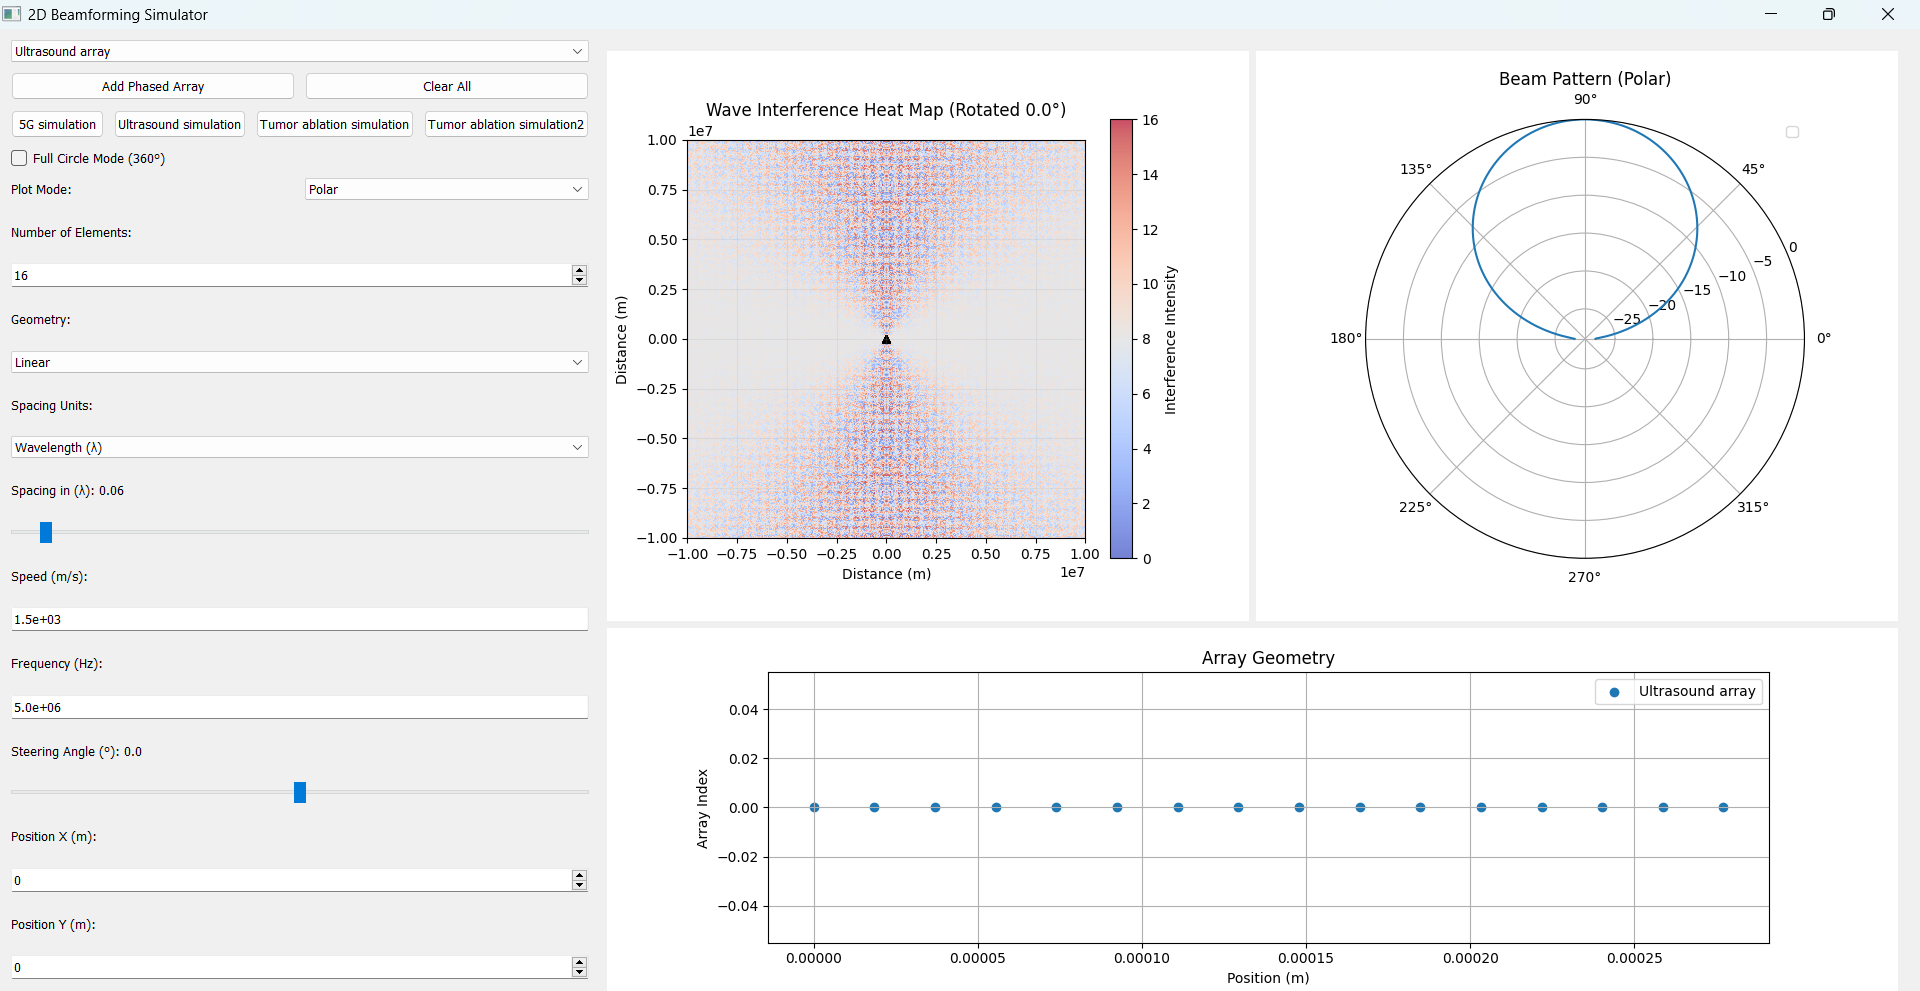 2D Beamforming Simulator
Ultrasound array
Add Phased Array
Clear All
5G simulation
Ultrasound simulation
Tumor ablation simulation
Tumor ablation simulation2
Full Circle Mode (360°)
Plot Mode:
Polar
Number of Elements:
16
Geometry:
Linear
Spacing Units:
Wavelength (λ)
Spacing in (λ): 0.06
Speed (m/s):
1.5e+03
Frequency (Hz):
5.0e+06
Steering Angle (°): 0.0
Position X (m):
0
Position Y (m):
0
Wave Interference Heat Map (Rotated 0.0°)
1e7
1.00
0.75
0.50
0.25
0.00
−0.25
−0.50
−0.75
−1.00
Distance (m)
−1.00 −0.75 −0.50 −0.25 0.00 0.25 0.50 0.75 1.00
Distance (m)
1e7
16
14
12
10
8
6
4
2
0
Interference Intensity
Beam Pattern (Polar)
90°
135°
45°
180°
0°
225°
315°
270°
0
−5
−10
−15
−20
−25
Array Geometry
Ultrasound array
0.04
0.02
0.00
−0.02
−0.04
Array Index
0.00000 0.00005 0.00010 0.00015 0.00020 0.00025
Position (m)